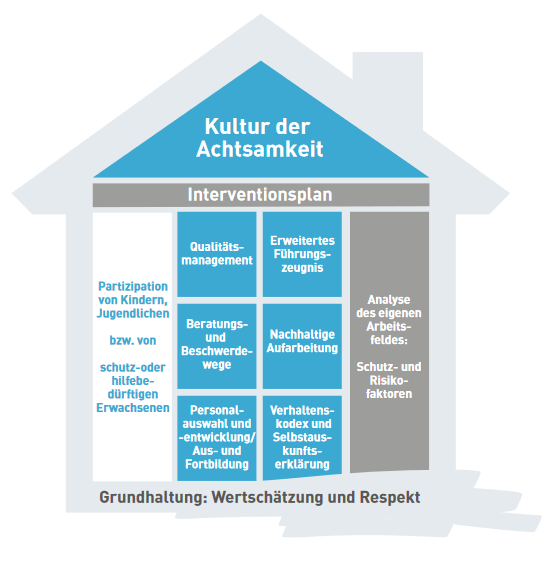 Kultur der
Achtsamkeit
Interventionsplan
Partizipation
von Kindern,
Jugendlichen
bzw. von
schutz-oder
hilfebe-
dürftigen
Erwachsenen
Qualitäts-
management
Erweitertes
Führungs-
zeugnis
Beratungs-
und
Beschwerde-
wege
Nachhaltige
Aufarbeitung
Personal-
auswahl und
-entwicklung/
Aus- und
Fortbildung
Verhaltens-
kodex und
Selbstaus-
kunfts-
erklärung
Analyse
des eigenen
Arbeits-
feldes:
Schutz- und
Risiko-
faktoren
Grundhaltung: Wertschätzung und Respekt